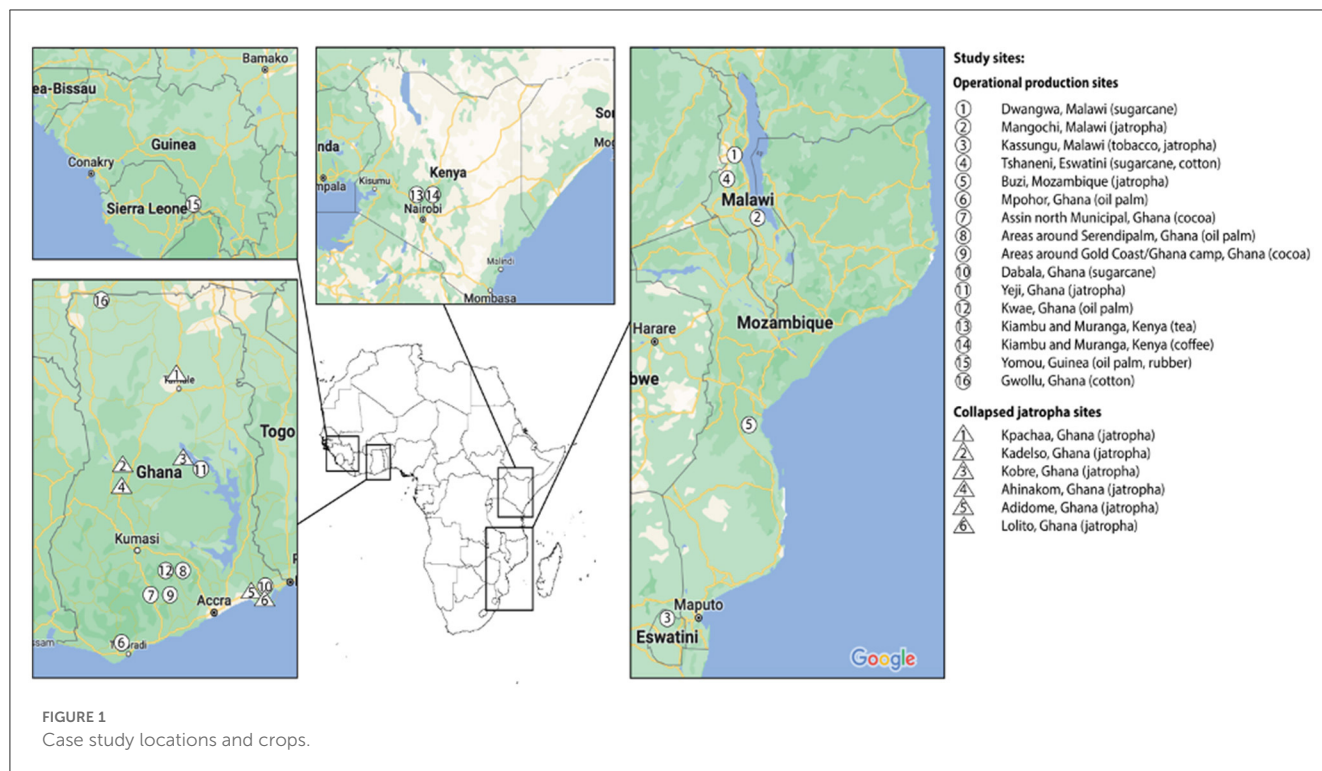 Bamako
ea-Bissau
Guinea
Conakry
Sierra Leone
15
Son
Mog
nda
Kenya
mpala
Kisumu
13 14
Nairobi
Malindi
Mombasa
1
4
Malawi
2
Mozambique
Harare
bwe
5
Maputo
3
Eswatini
Google
16
1
Tamale
Togo
2
Ghana
3
11
4
Kumasi
12 8
7 9
Accra
5
10
6
6
radi
ssam
Study sites:
Operational production sites
1 Dwangwa, Malawi (sugarcane)
2 Mangochi, Malawi (jatropha)
3 Kassungu, Malawi (tobacco, jatropha)
4 Tshaneni, Eswatini (sugarcane, cotton)
5 Buzi, Mozambique (jatropha)
6 Mpohor, Ghana (oil palm)
7 Assin north Municipal, Ghana (cocoa)
8 Areas around Serendipalm, Ghana (oil palm)
9 Areas around Gold Coast/Ghana camp, Ghana (cocoa)
10 Dabala, Ghana (sugarcane)
11 Yeji, Ghana (jatropha)
12 Kwae, Ghana (oil palm)
13 Kiambu and Muranga, Kenya (tea)
14 Kiambu and Muranga, Kenya (coffee)
15 Yomou, Guinea (oil palm, rubber)
16 Gwollu, Ghana (cotton)
Collapsed jatropha sites
1 Kpachaa, Ghana (jatropha)
2 Kadelso, Ghana (jatropha)
3 Kobre, Ghana (jatropha)
4 Ahinakom, Ghana (jatropha)
5 Adidome, Ghana (jatropha)
6 Lolito, Ghana (jatropha)
FIGURE 1
Case study locations and crops.